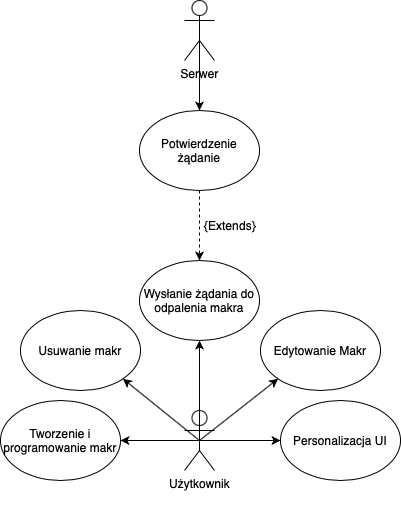 Serwer
Potwierdzenie
żądanie
{Extends}
Wysłanie żądania do
odpalenia makra
Usuwanie makr
Edytowanie Makr
Tworzenie i
programowanie makr
Personalizacja UI
Użytkownik